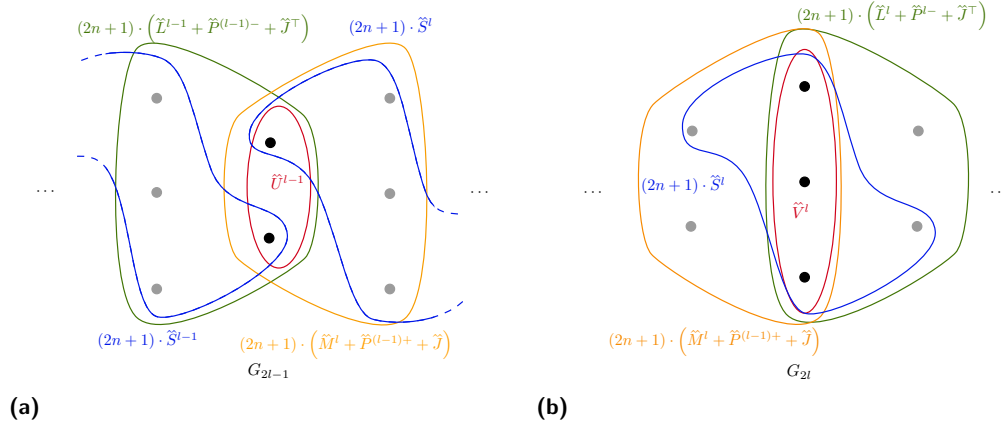 (2n + 1) · (L̂̂^{l−1} + P̂̂^{(l−1)−} + Ĵ̂^⊤)
(2n + 1) · Ŝ̂^l
Û̂^{l−1}
...
...
(2n + 1) · Ŝ̂^{l−1}
(2n + 1) · (M̂̂^l + P̂̂^{(l−1)+} + Ĵ̂)
G_{2l−1}
(a)
(2n + 1) · (L̂̂^l + P̂̂^{l−} + Ĵ̂^⊤)
(2n + 1) · Ŝ̂^l
V̂̂^l
...
...
(2n + 1) · (M̂̂^l + P̂̂^{(l−1)+} + Ĵ̂)
G_{2l}
(b)